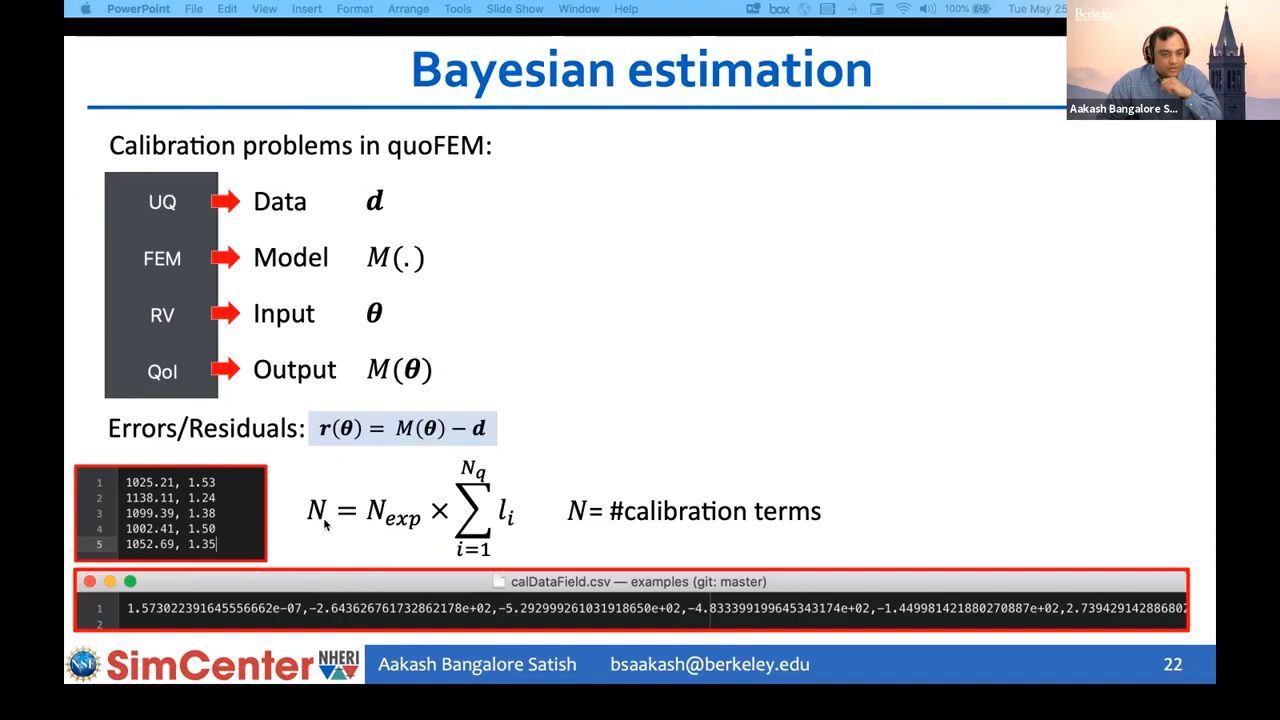 PowerPoint File Edit View Insert Format Arrange Tools Slide Show Window Help box 100% Tue May 25
Berkeley
Aakash Bangalore S...
Bayesian estimation
Calibration problems in quoFEM:
UQ Data d
FEM Model M(.)
RV Input θ
QoI Output M(θ)
Errors/Residuals: r(θ) = M(θ) − d
1 1025.21, 1.53
2 1138.11, 1.24
3 1099.39, 1.38
4 1002.41, 1.50
5 1052.69, 1.35
N = N_exp × ∑_{i=1}^{N_q} l_i N= #calibration terms
calDataField.csv — examples (git: master)
1 1.573022391645556662e-07,-2.643626761732862178e+02,-5.292999261031918650e+02,-4.833399199645343174e+02,-1.449981421880270887e+02,2.739429142886802
2
NSF SimCenter NHERI Aakash Bangalore Satish bsaakash@berkeley.edu 22